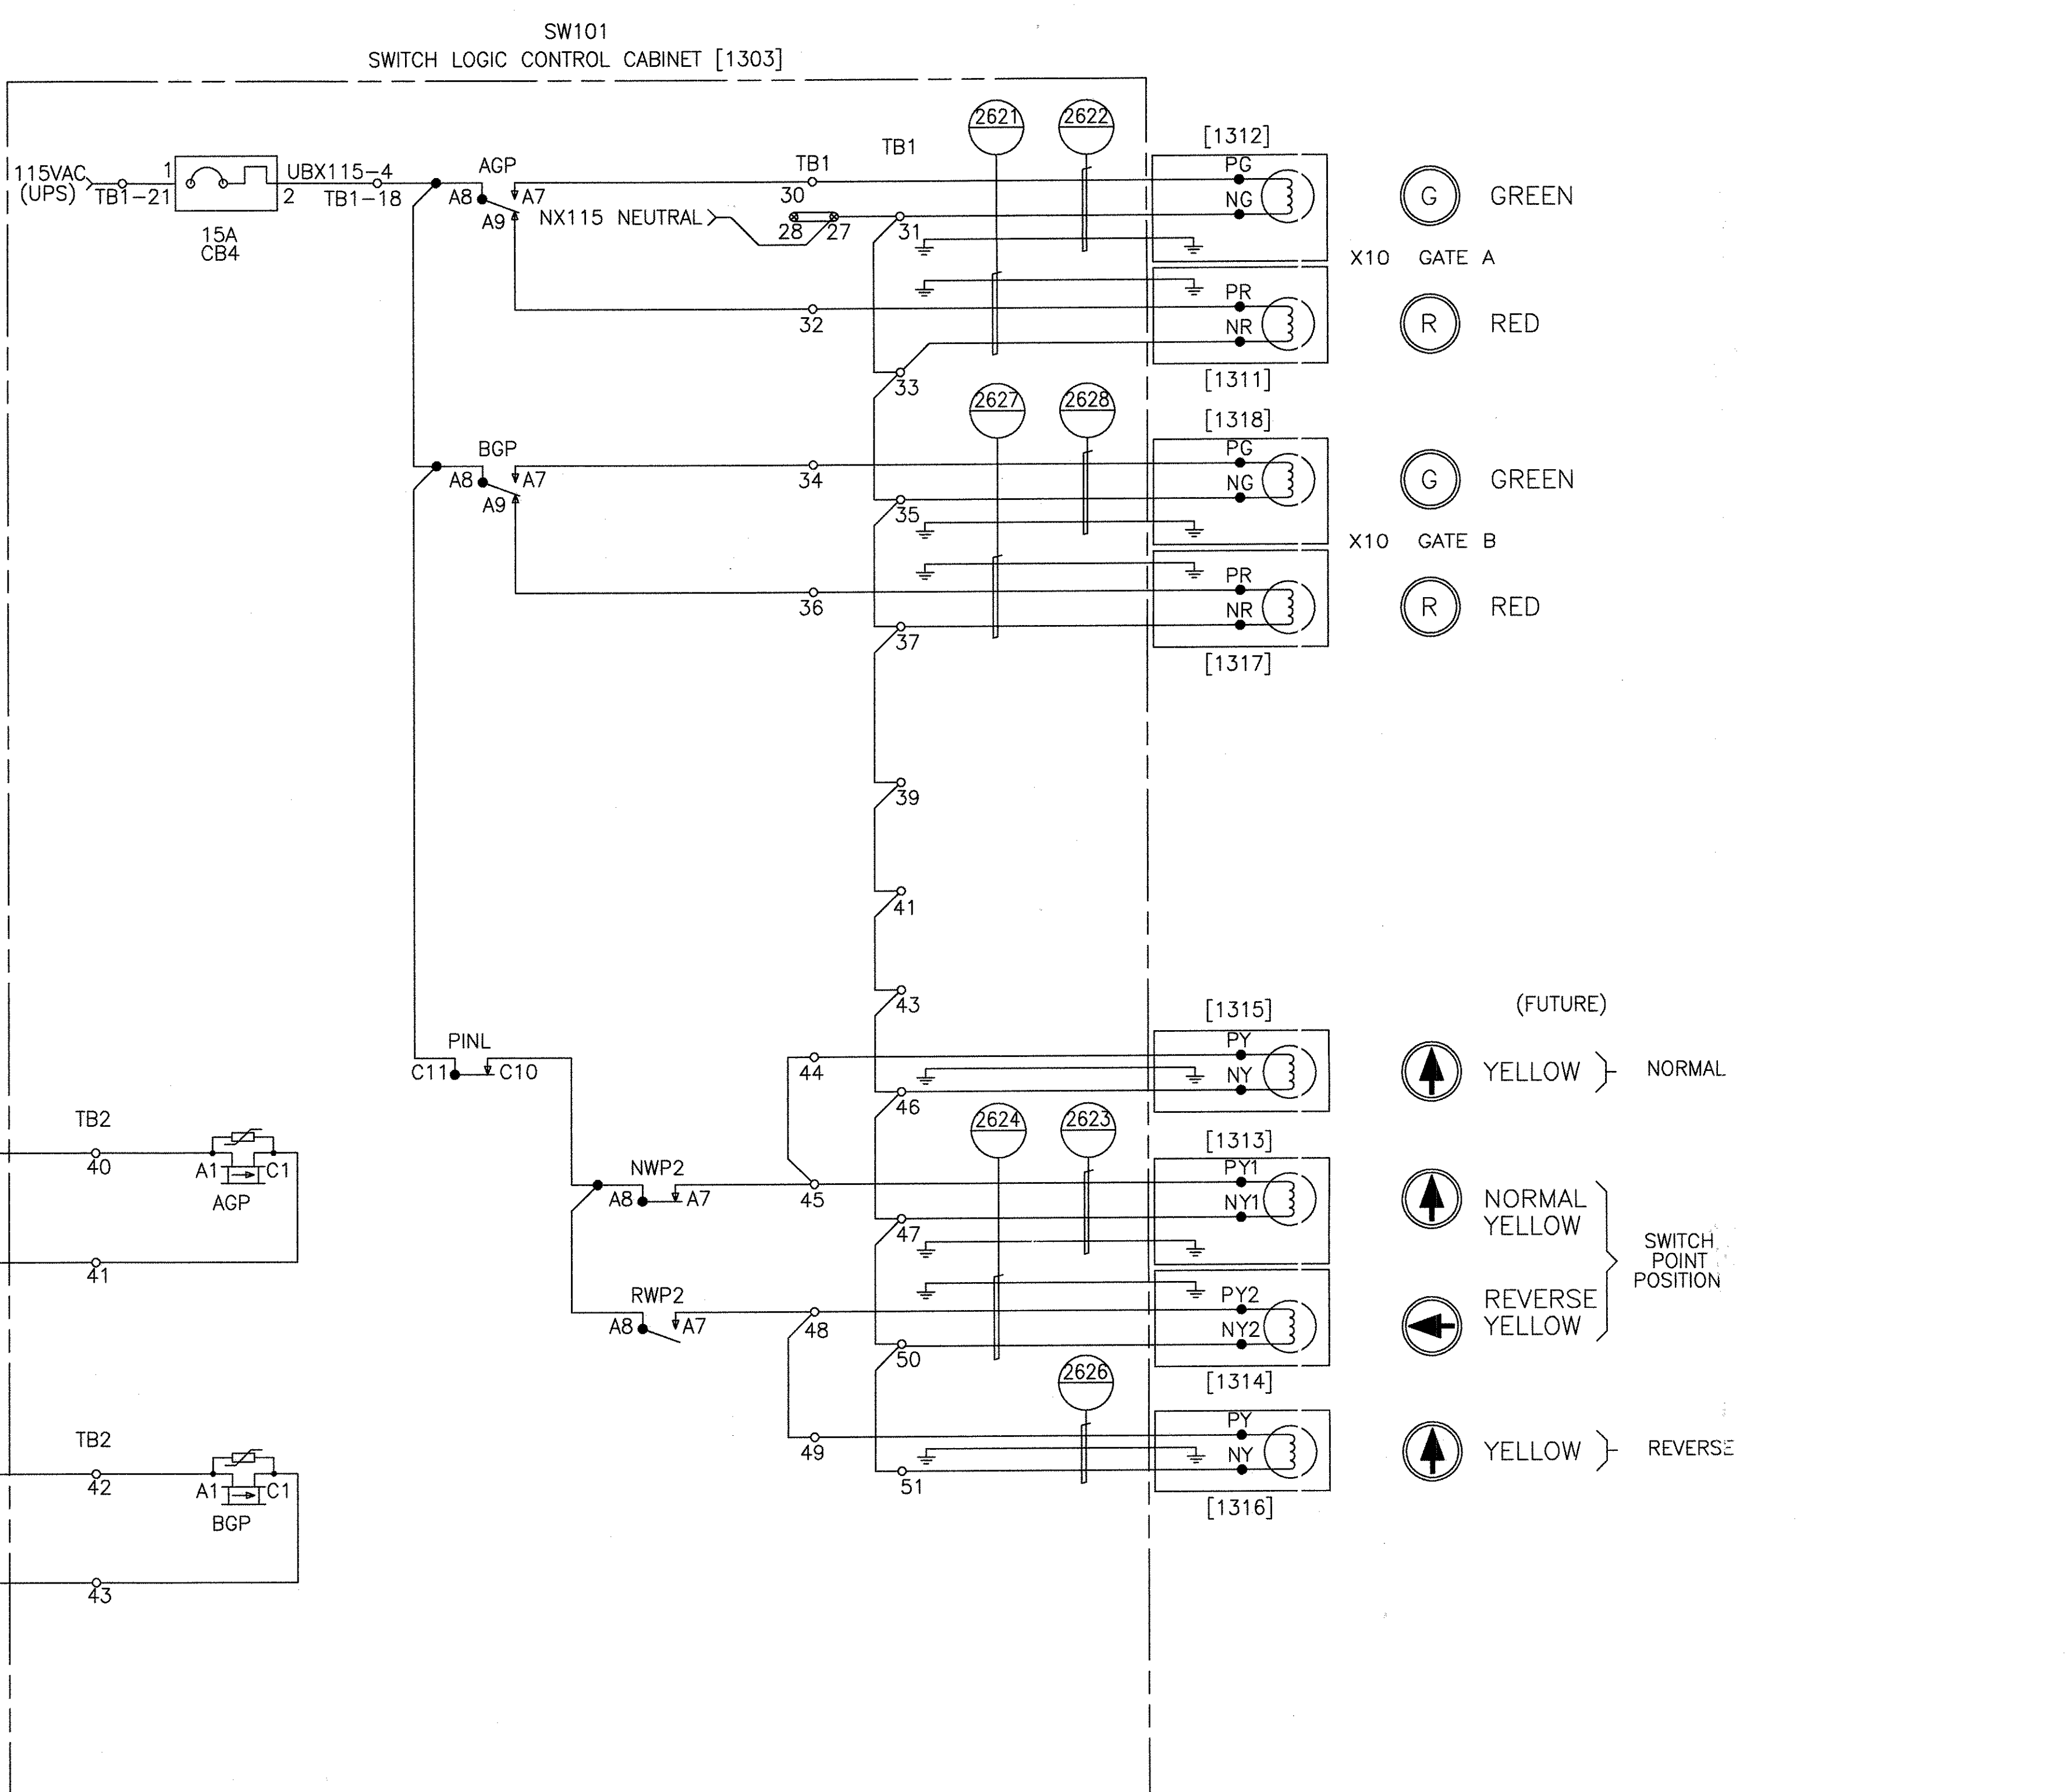 SW101
SWITCH LOGIC CONTROL CABINET [1303]
2621
2622
[1312]
TB1
115VAC
(UPS)
TB1-21
1
2
15A
CB4
UBX115-4
TB1-18
AGP
A8
A7
A9
TB1
30
NX115 NEUTRAL
28
27
31
PG
NG
G
GREEN
X10 GATE A
32
33
PR
NR
R
RED
[1311]
2627
2628
[1318]
BGP
A8
A7
A9
34
35
PG
NG
G
GREEN
X10 GATE B
36
37
PR
NR
R
RED
[1317]
39
41
43
PINL
C11
C10
44
46
[1315]
PY
NY
(FUTURE)
YELLOW
NORMAL
TB2
40
A1
C1
AGP
41
2624
2623
[1313]
NWP2
A8
A7
45
47
PY1
NY1
NORMAL
YELLOW
SWITCH
POINT
POSITION
RWP2
A8
A7
48
50
PY2
NY2
REVERSE
YELLOW
[1314]
2626
TB2
42
A1
C1
BGP
43
49
51
PY
NY
YELLOW
REVERSE
[1316]